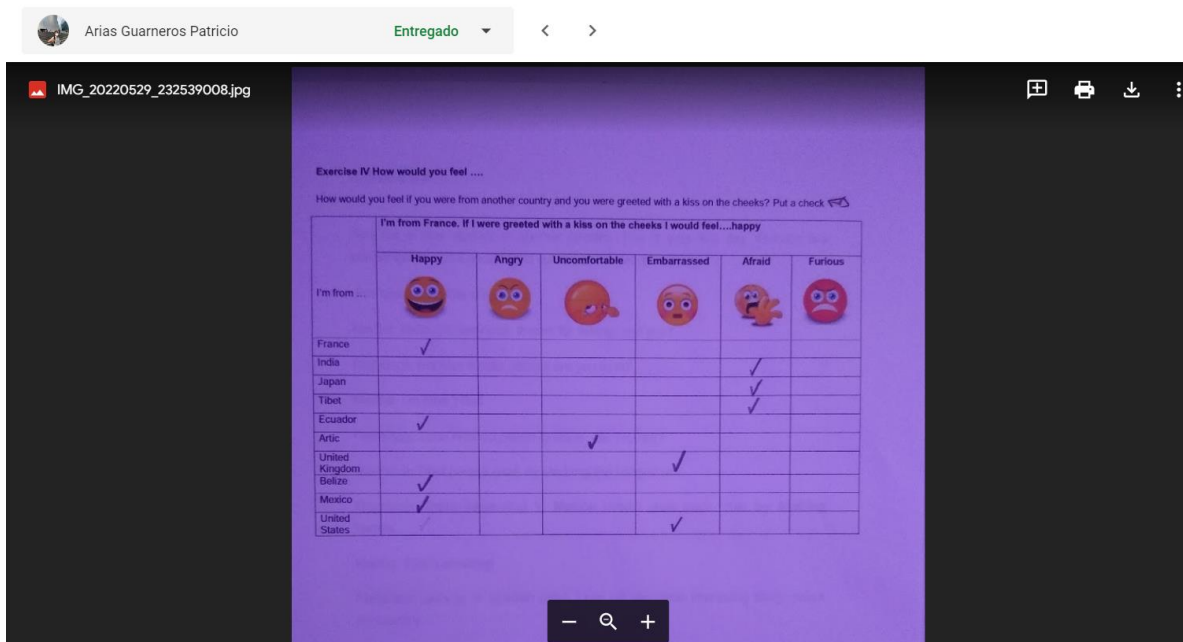 Arias Guarneros Patricio
Entregado
IMG_20220529_232539008.jpg
Exercise IV How would you feel ....
How would you feel if you were from another country and you were greeted with a kiss on the cheeks? Put a check
I'm from France. If I were greeted with a kiss on the cheeks I would feel....happy
I'm from ...
Happy
Angry
Uncomfortable
Embarrassed
Afraid
Furious
France ✓
India ✓
Japan ✓
Tibet ✓
Ecuador ✓
Artic ✓
United
Kingdom ✓
Belize ✓
Mexico ✓
United
States ✓